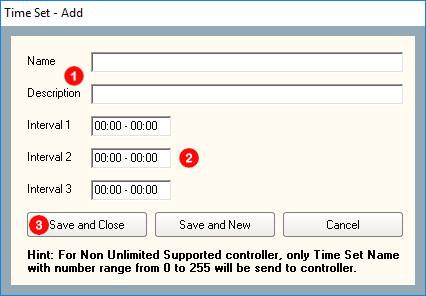 Time Set - Add
Name
1
Description
Interval 1 00:00 - 00:00
Interval 2 00:00 - 00:00 2
Interval 3 00:00 - 00:00
3 Save and Close Save and New Cancel
Hint: For Non Unlimited Supported controller, only Time Set Name
with number range from 0 to 255 will be send to controller.